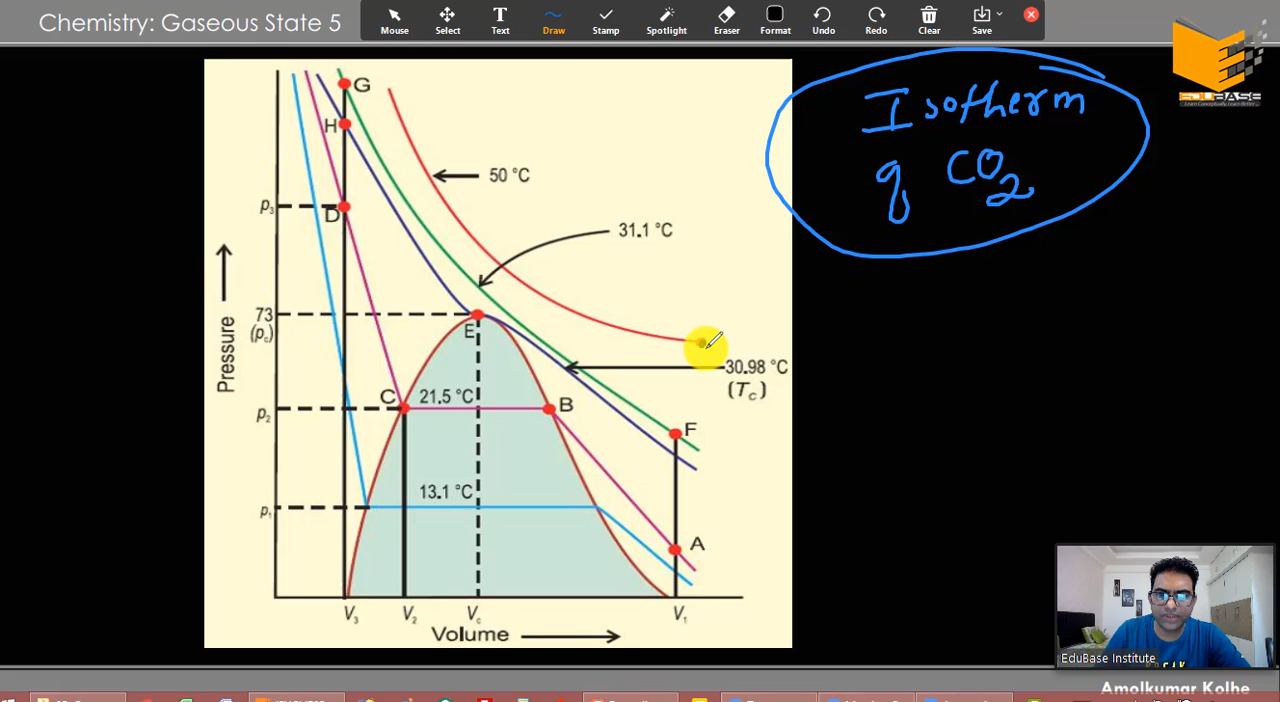 Chemistry: Gaseous State 5
Mouse
Select
Text
Draw
Stamp
Spotlight
Eraser
Format
Undo
Redo
Clear
Save
EDUBASE
Isotherm
of CO2
G
H
50 °C
31.1 °C
p3
D
73
(pc)
E
30.98 °C
(Tc)
Pressure
C
21.5 °C
B
p2
F
13.1 °C
p1
A
V3
V2
Vc
V1
Volume
EduBase Institute
Amolkumar Kolhe